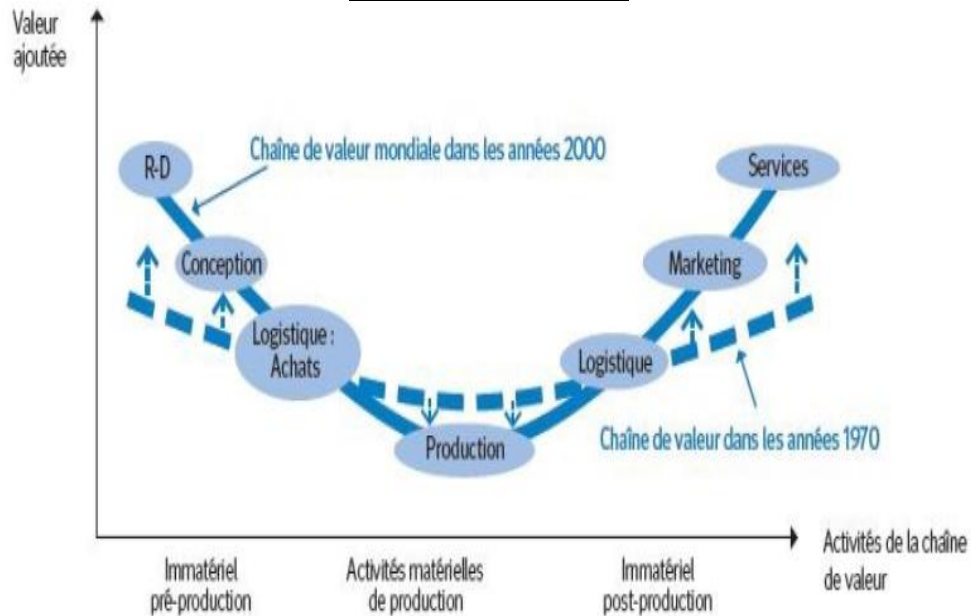 Valeur
ajoutée
Chaîne de valeur mondiale dans les années 2000
R-D
Services
Conception
Marketing
Logistique :
Achats
Logistique
Production
Chaîne de valeur dans les années 1970
Activités de la chaîne
de valeur
Immatériel
pré-production
Activités matérielles
de production
Immatériel
post-production